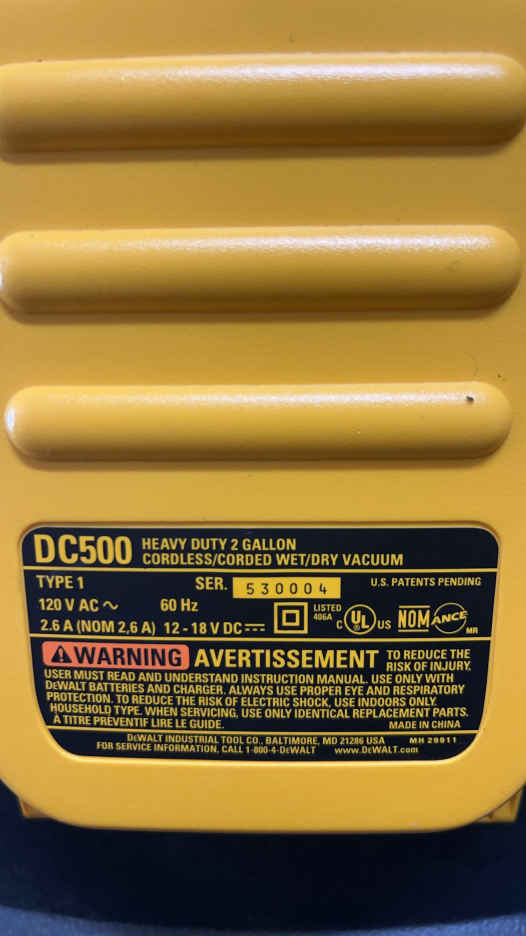 DC500 HEAVY DUTY 2 GALLON
CORDLESS/CORDED WET/DRY VACUUM
TYPE 1 SER. 530004 U.S. PATENTS PENDING
120 V AC ~ 60 Hz
2.6 A (NOM 2,6 A) 12 - 18 V DC⎓
LISTED
406A
C UL US NOM ANCE MR
⚠WARNING AVERTISSEMENT TO REDUCE THE
RISK OF INJURY,
USER MUST READ AND UNDERSTAND INSTRUCTION MANUAL. USE ONLY WITH
DEWALT BATTERIES AND CHARGER. ALWAYS USE PROPER EYE AND RESPIRATORY
PROTECTION. TO REDUCE THE RISK OF ELECTRIC SHOCK, USE INDOORS ONLY.
HOUSEHOLD TYPE. WHEN SERVICING, USE ONLY IDENTICAL REPLACEMENT PARTS.
À TITRE PREVENTIF LIRE LE GUIDE. MADE IN CHINA
DEWALT INDUSTRIAL TOOL CO., BALTIMORE, MD 21286 USA MH 29911
FOR SERVICE INFORMATION, CALL 1-800-4-DEWALT www.DEWALT.com